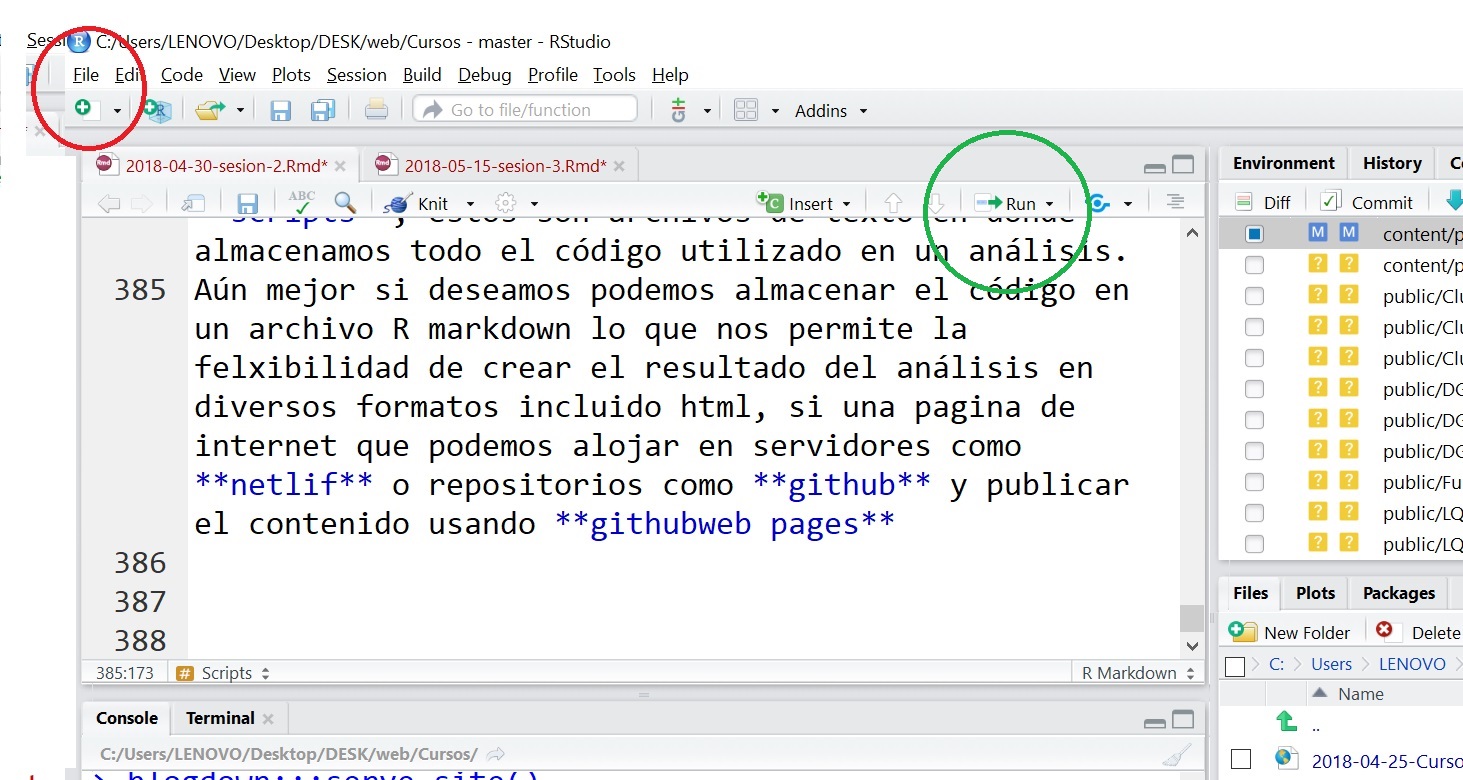 Sessi
C:/Users/LENOVO/Desktop/DESK/web/Cursos - master - RStudio
File Edi Code View Plots Session Build Debug Profile Tools Help
Go to file/function Addins
2018-04-30-sesion-2.Rmd* 2018-05-15-sesion-3.Rmd*
ABC Knit Insert Run
scripts , estos son archivos de texto en donde
almacenamos todo el código utilizado en un análisis.
385 Aún mejor si deseamos podemos almacenar el código en
un archivo R markdown lo que nos permite la
felxibilidad de crear el resultado del análisis en
diversos formatos incluido html, si una pagina de
internet que podemos alojar en servidores como
**netlif** o repositorios como **github** y publicar
el contenido usando **githubweb pages**
386
387
388
385:173 # Scripts R Markdown
Console Terminal
C:/Users/LENOVO/Desktop/DESK/web/Cursos/
> blogdown:::serve_site()
Environment History Co
Diff Commit
M M content/p
? ? content/p
? ? public/Clu
? ? public/Clu
? ? public/Clu
? ? public/DG
? ? public/DG
? ? public/DG
? ? public/Fu
? ? public/LQ
? ? public/LQ
Files Plots Packages
New Folder Delete
C: Users LENOVO
Name
..
2018-04-25-Curso